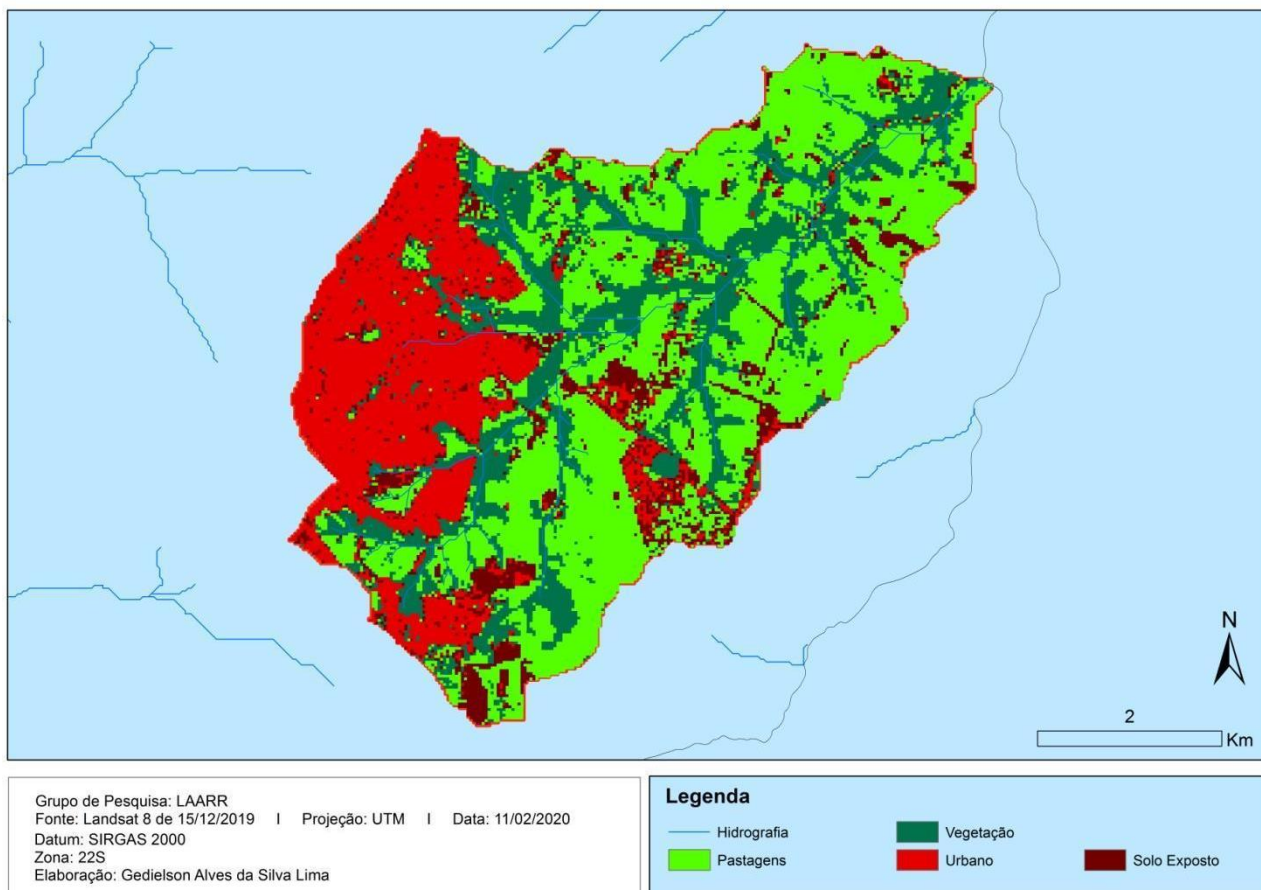 N
2
Km
Grupo de Pesquisa: LAARR
Fonte: Landsat 8 de 15/12/2019 I Projeção: UTM I Data: 11/02/2020
Datum: SIRGAS 2000
Zona: 22S
Elaboração: Gedielson Alves da Silva Lima
Legenda
Hidrografia
Vegetação
Pastagens
Urbano
Solo Exposto